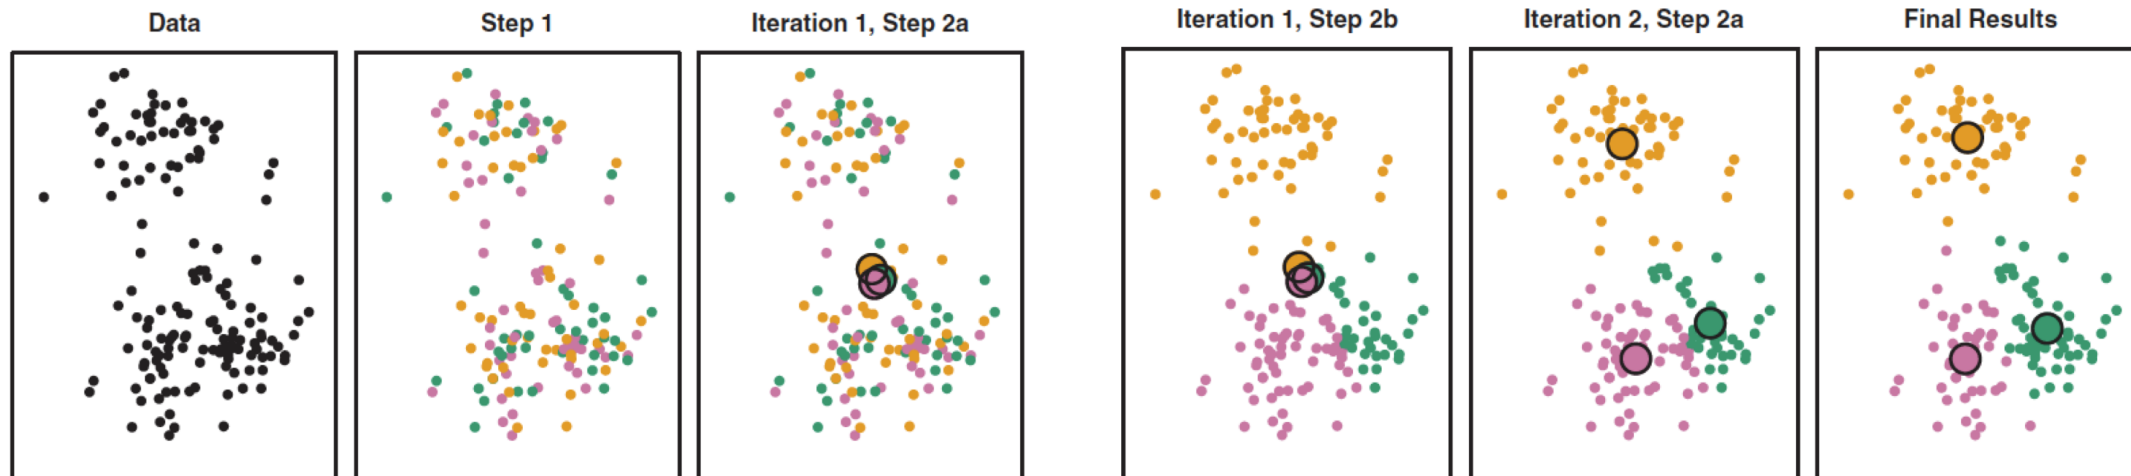 Data
Step 1
Iteration 1, Step 2a
Iteration 1, Step 2b
Iteration 2, Step 2a
Final Results